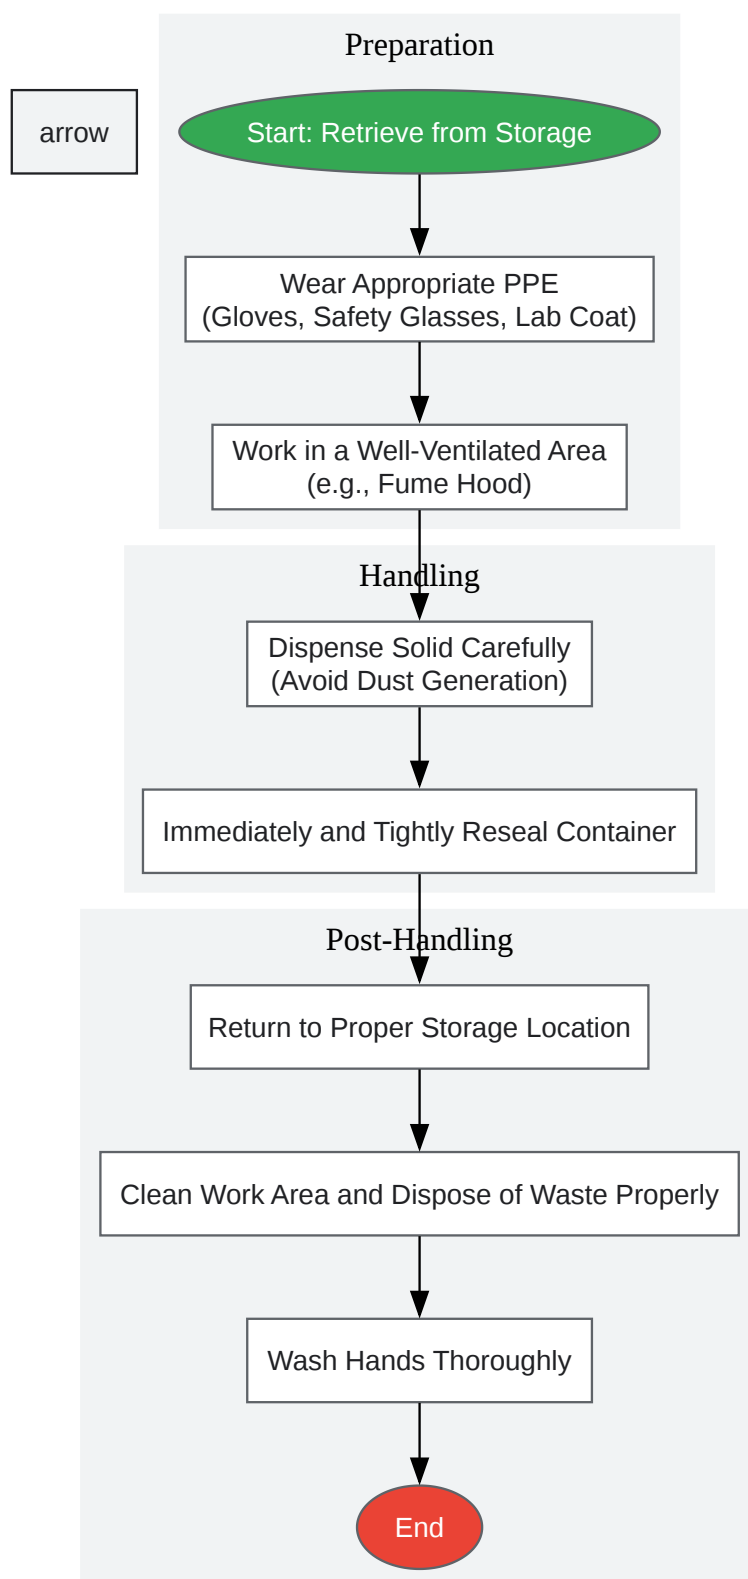 Preparation
arrow
Start: Retrieve from Storage
Wear Appropriate PPE
(Gloves, Safety Glasses, Lab Coat)
Work in a Well-Ventilated Area
(e.g., Fume Hood)
Handling
Dispense Solid Carefully
(Avoid Dust Generation)
Immediately and Tightly Reseal Container
Post-Handling
Return to Proper Storage Location
Clean Work Area and Dispose of Waste Properly
Wash Hands Thoroughly
End